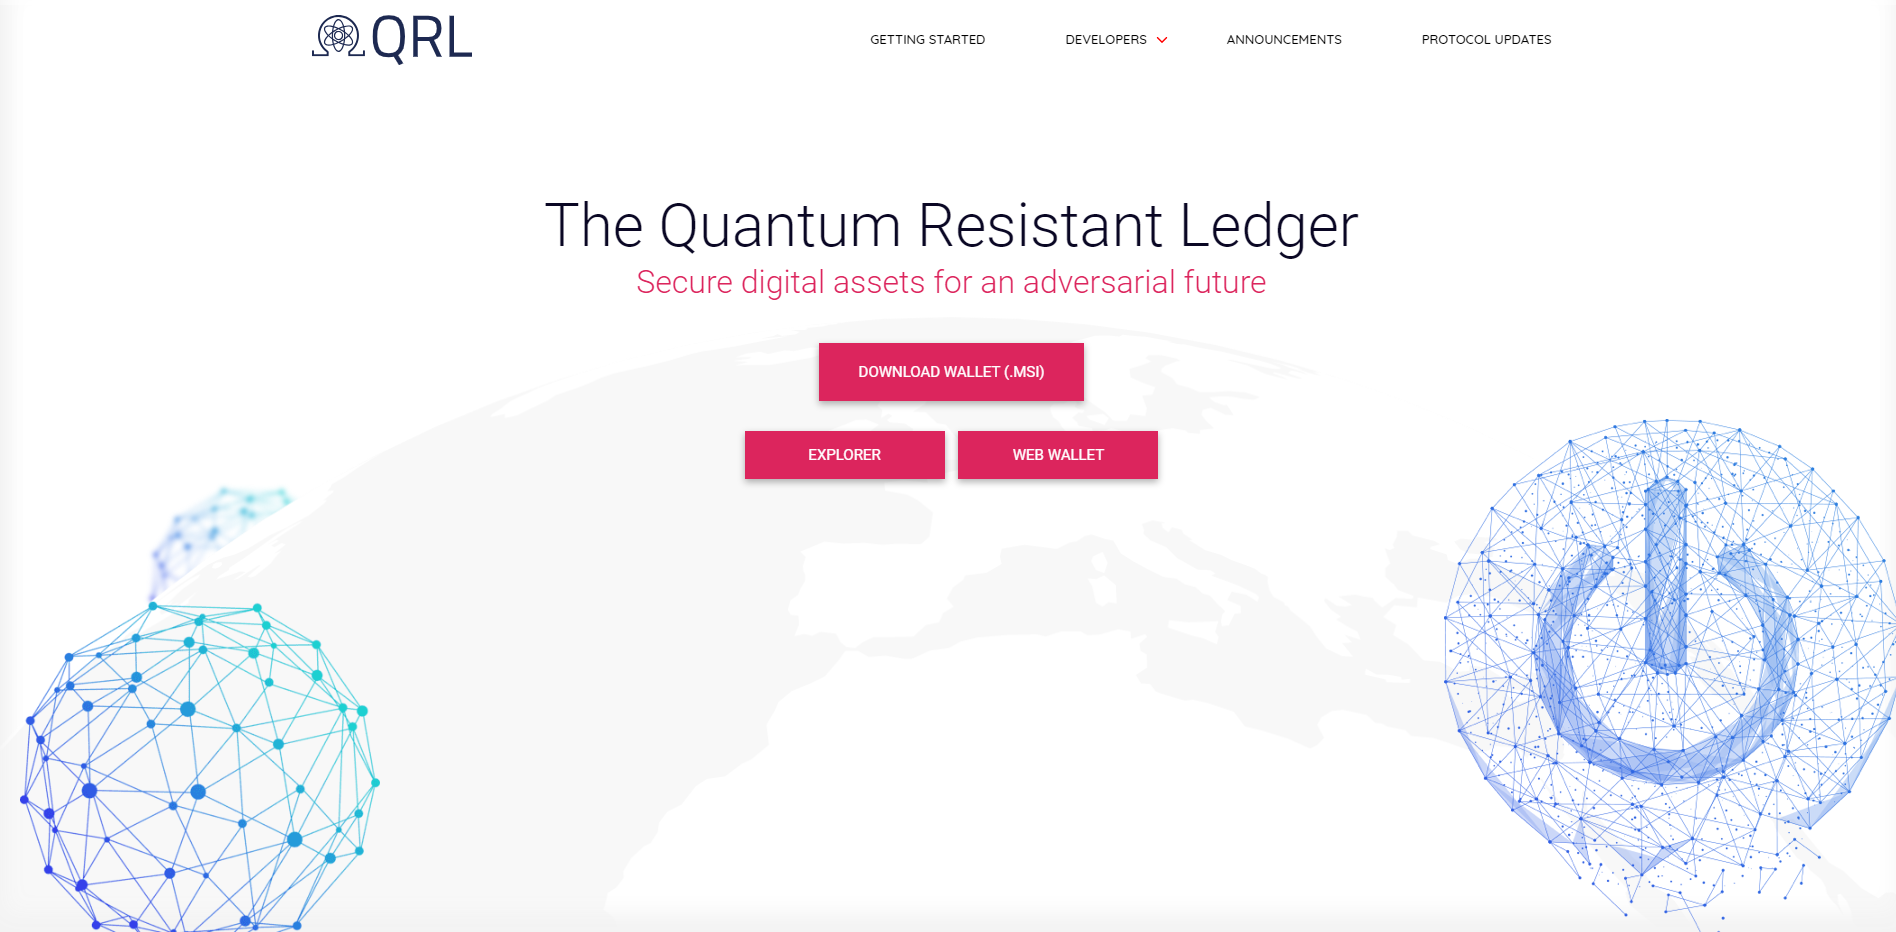 QRL
GETTING STARTED
DEVELOPERS
ANNOUNCEMENTS
PROTOCOL UPDATES
The Quantum Resistant Ledger
Secure digital assets for an adversarial future
DOWNLOAD WALLET (.MSI)
EXPLORER
WEB WALLET